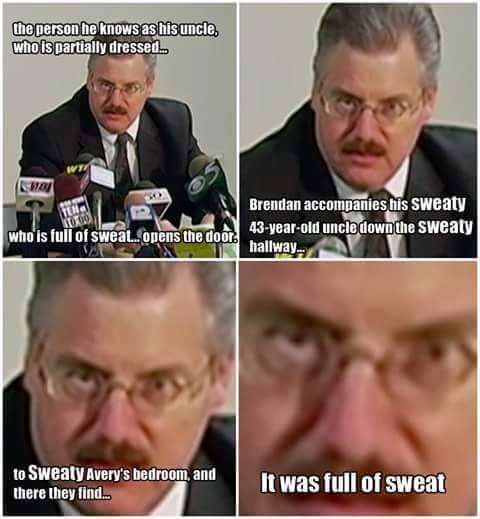 the person he knows as his uncle,
who is partially dressed...
who is full of sweat... opens the door.
Brendan accompanies his sweaty
43-year-old uncle down the sweaty
hallway...
to Sweaty Avery's bedroom, and
there they find...
It was full of sweat